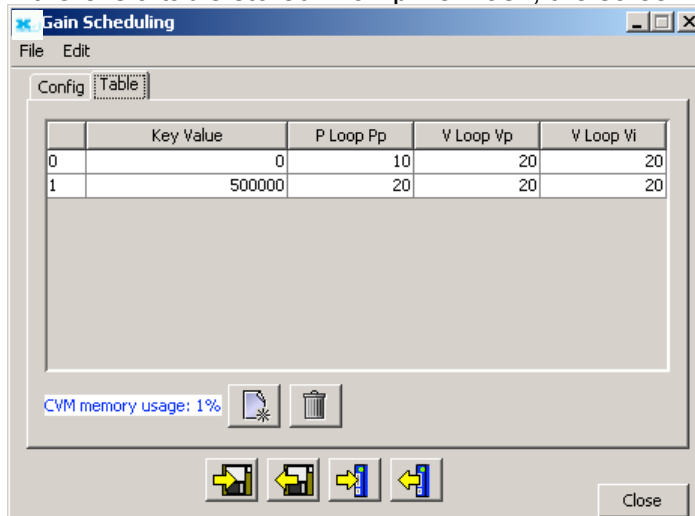 Gain Scheduling
File Edit
Config Table
Key Value P Loop Pp V Loop Vp V Loop Vi
0 0 10 20 20
1 500000 20 20 20
CVM memory usage: 1%
Close